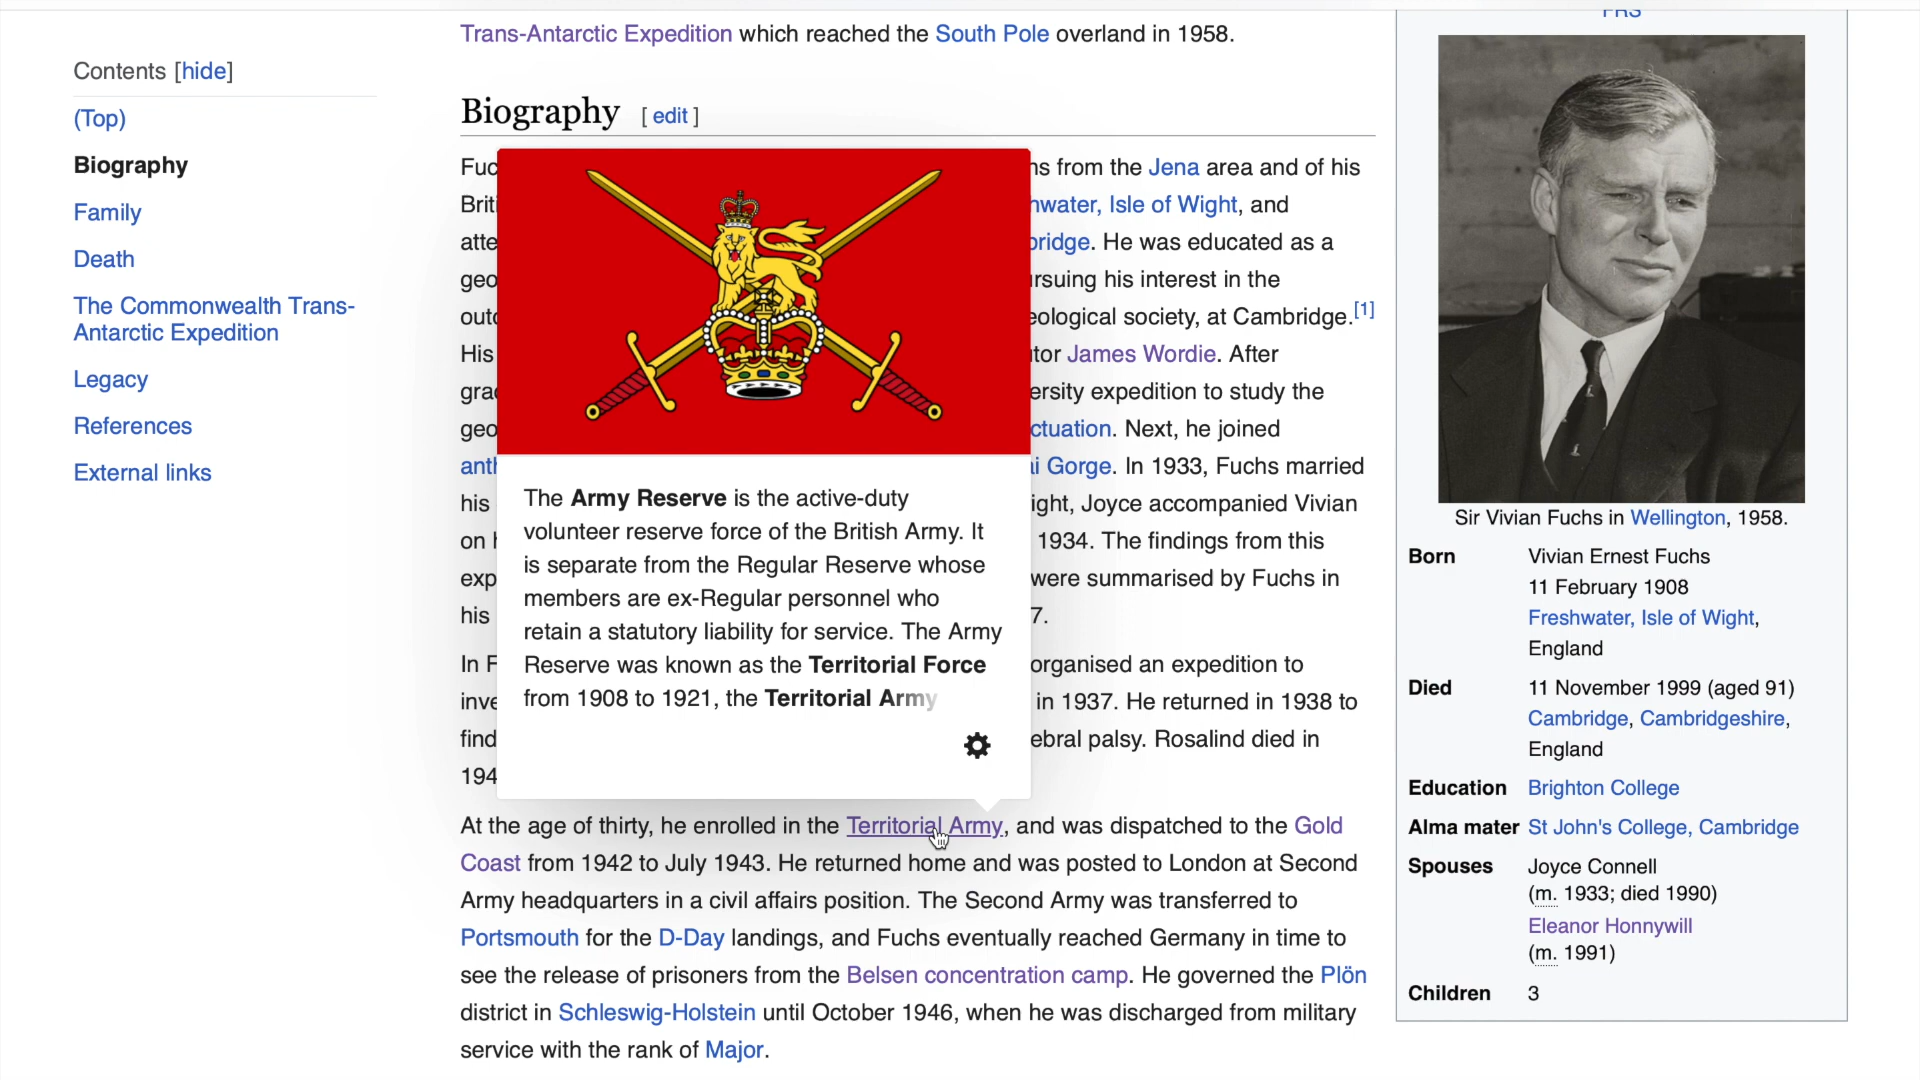 Trans-Antarctic Expedition which reached the South Pole overland in 1958.
Contents [hide]
(Top)
Biography
Family
Death
The Commonwealth Trans-
Antarctic Expedition
Legacy
References
External links
Biography [ edit ]
Fuc
ns from the Jena area and of his
Briti
hwater, Isle of Wight, and
atte
bridge. He was educated as a
geo
ursuing his interest in the
outd
eological society, at Cambridge.[1]
His
tor James Wordie. After
grad
ersity expedition to study the
geo
ctuation. Next, he joined
anth
ai Gorge. In 1933, Fuchs married
his
ight, Joyce accompanied Vivian
on h
1934. The findings from this
exp
were summarised by Fuchs in
his
7.
In F
organised an expedition to
inve
in 1937. He returned in 1938 to
find
ebral palsy. Rosalind died in
194
The Army Reserve is the active-duty
volunteer reserve force of the British Army. It
is separate from the Regular Reserve whose
members are ex-Regular personnel who
retain a statutory liability for service. The Army
Reserve was known as the Territorial Force
from 1908 to 1921, the Territorial Army
At the age of thirty, he enrolled in the Territorial Army, and was dispatched to the Gold
Coast from 1942 to July 1943. He returned home and was posted to London at Second
Army headquarters in a civil affairs position. The Second Army was transferred to
Portsmouth for the D-Day landings, and Fuchs eventually reached Germany in time to
see the release of prisoners from the Belsen concentration camp. He governed the Plön
district in Schleswig-Holstein until October 1946, when he was discharged from military
service with the rank of Major.
FRS
Sir Vivian Fuchs in Wellington, 1958.
Born Vivian Ernest Fuchs
11 February 1908
Freshwater, Isle of Wight,
England
Died 11 November 1999 (aged 91)
Cambridge, Cambridgeshire,
England
Education Brighton College
Alma mater St John's College, Cambridge
Spouses Joyce Connell
(m. 1933; died 1990)
Eleanor Honnywill
(m. 1991)
Children 3